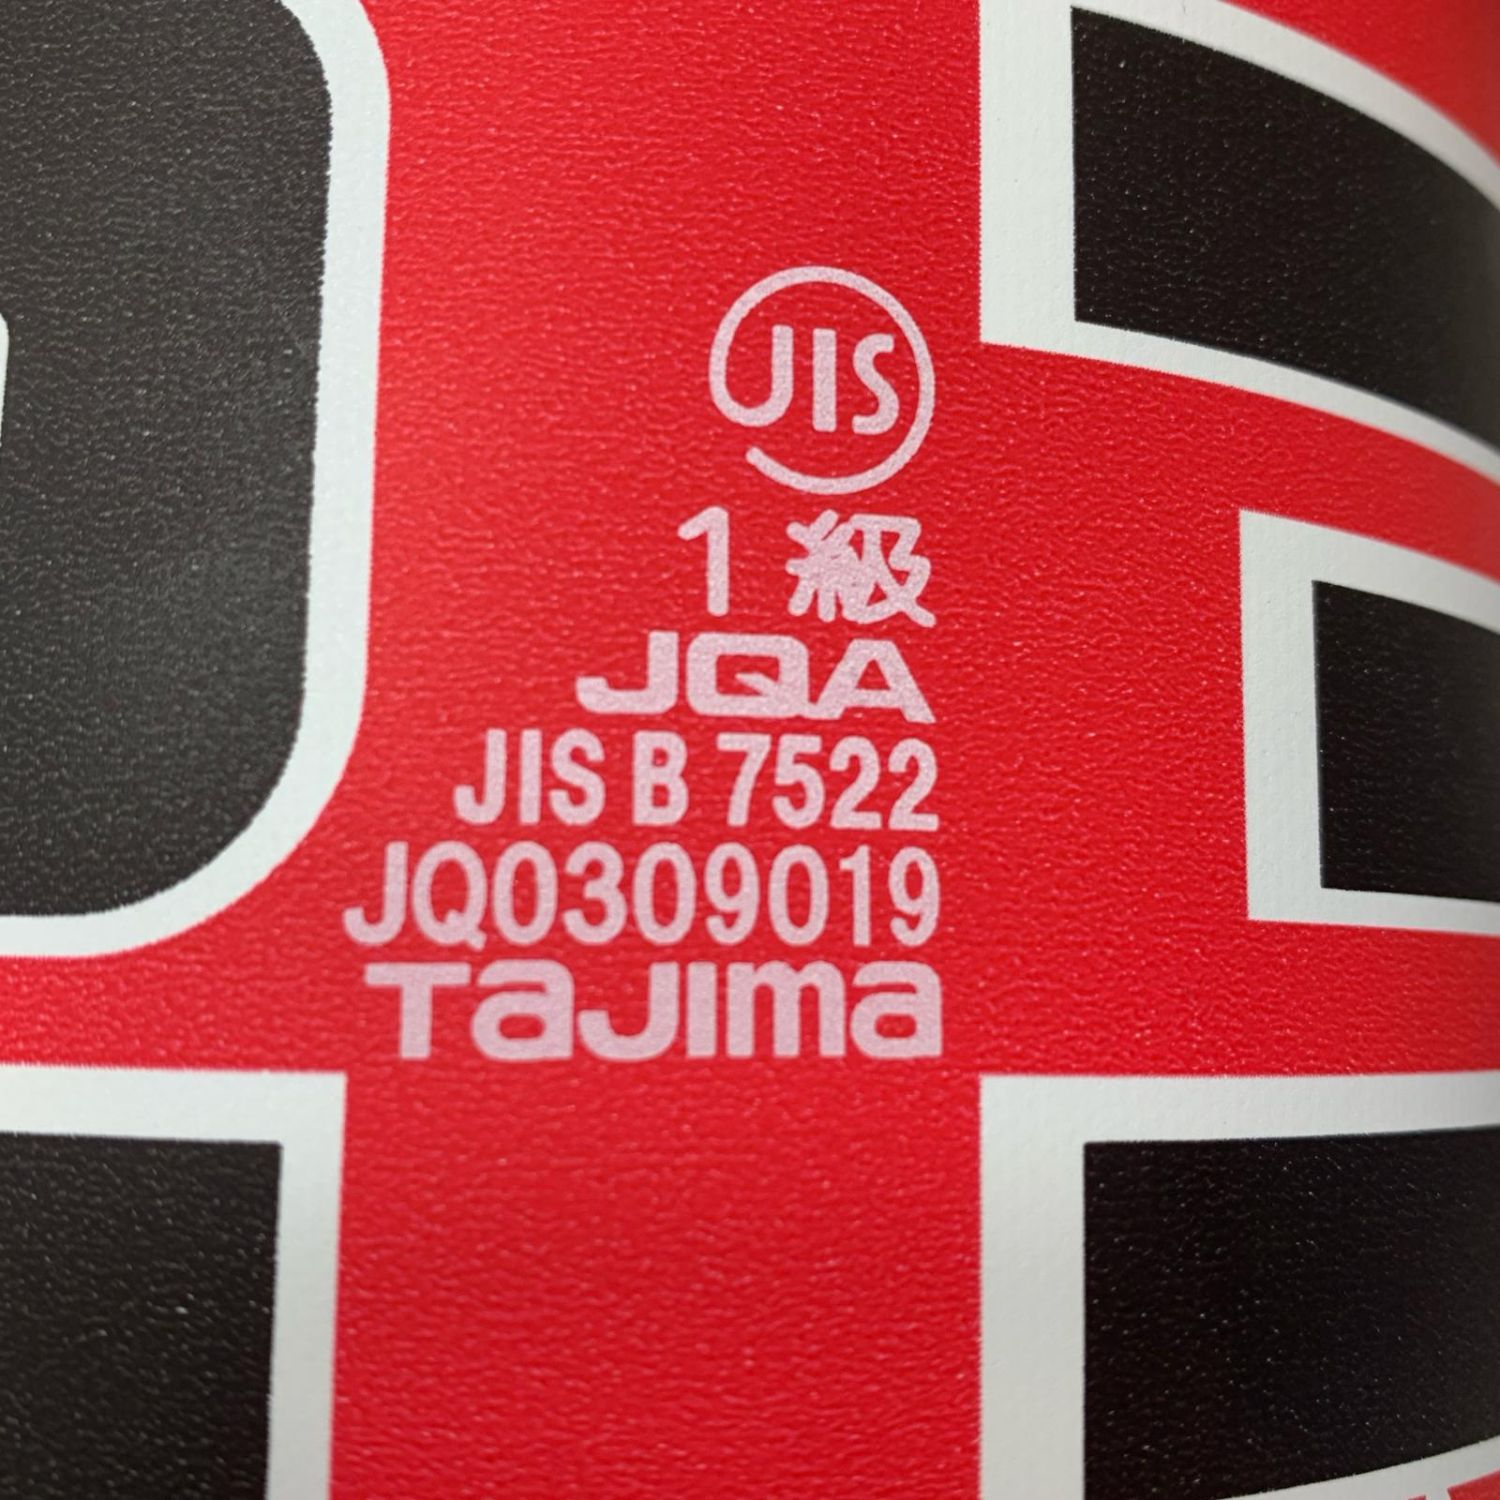 JIS
1級
JQA
JIS B 7522
JQ0309019
Tajima